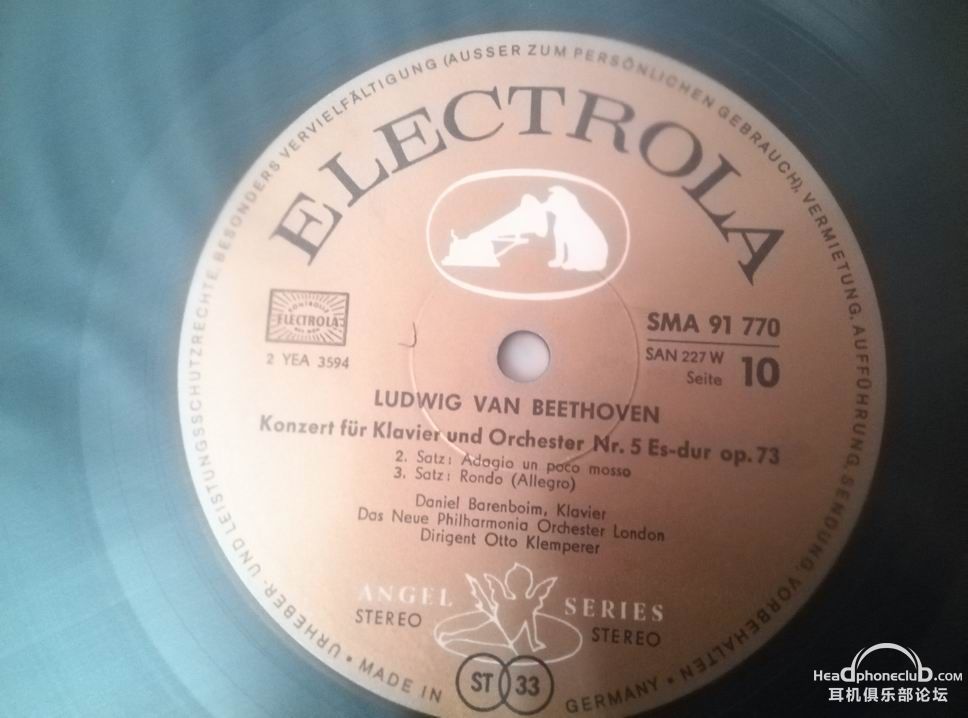 URHEBER- UND LEISTUNGSSCHUTZRECHTE, BESONDERS VERVIELFÄLTIGUNG (AUSSER ZUM PERSÖNLICHEN GEBRAUCH), VERMIETUNG, AUFFÜHRUNG, SENDUNG, VORBEHALTEN •
ELECTROLA
KONTROLLE
ELECTROLA
2 YEA 3594
SMA 91 770
SAN 227 W
Seite 10
LUDWIG VAN BEETHOVEN
Konzert für Klavier und Orchester Nr. 5 Es-dur op. 73
2. Satz: Adagio un poco mosso
3. Satz: Rondo (Allegro)
Daniel Barenboim, Klavier
Das Neue Philharmonia Orchester London
Dirigent Otto Klemperer
ANGEL SERIES
STEREO STEREO
ST 33
• MADE IN GERMANY •
Headphoneclub.com
耳机俱乐部论坛